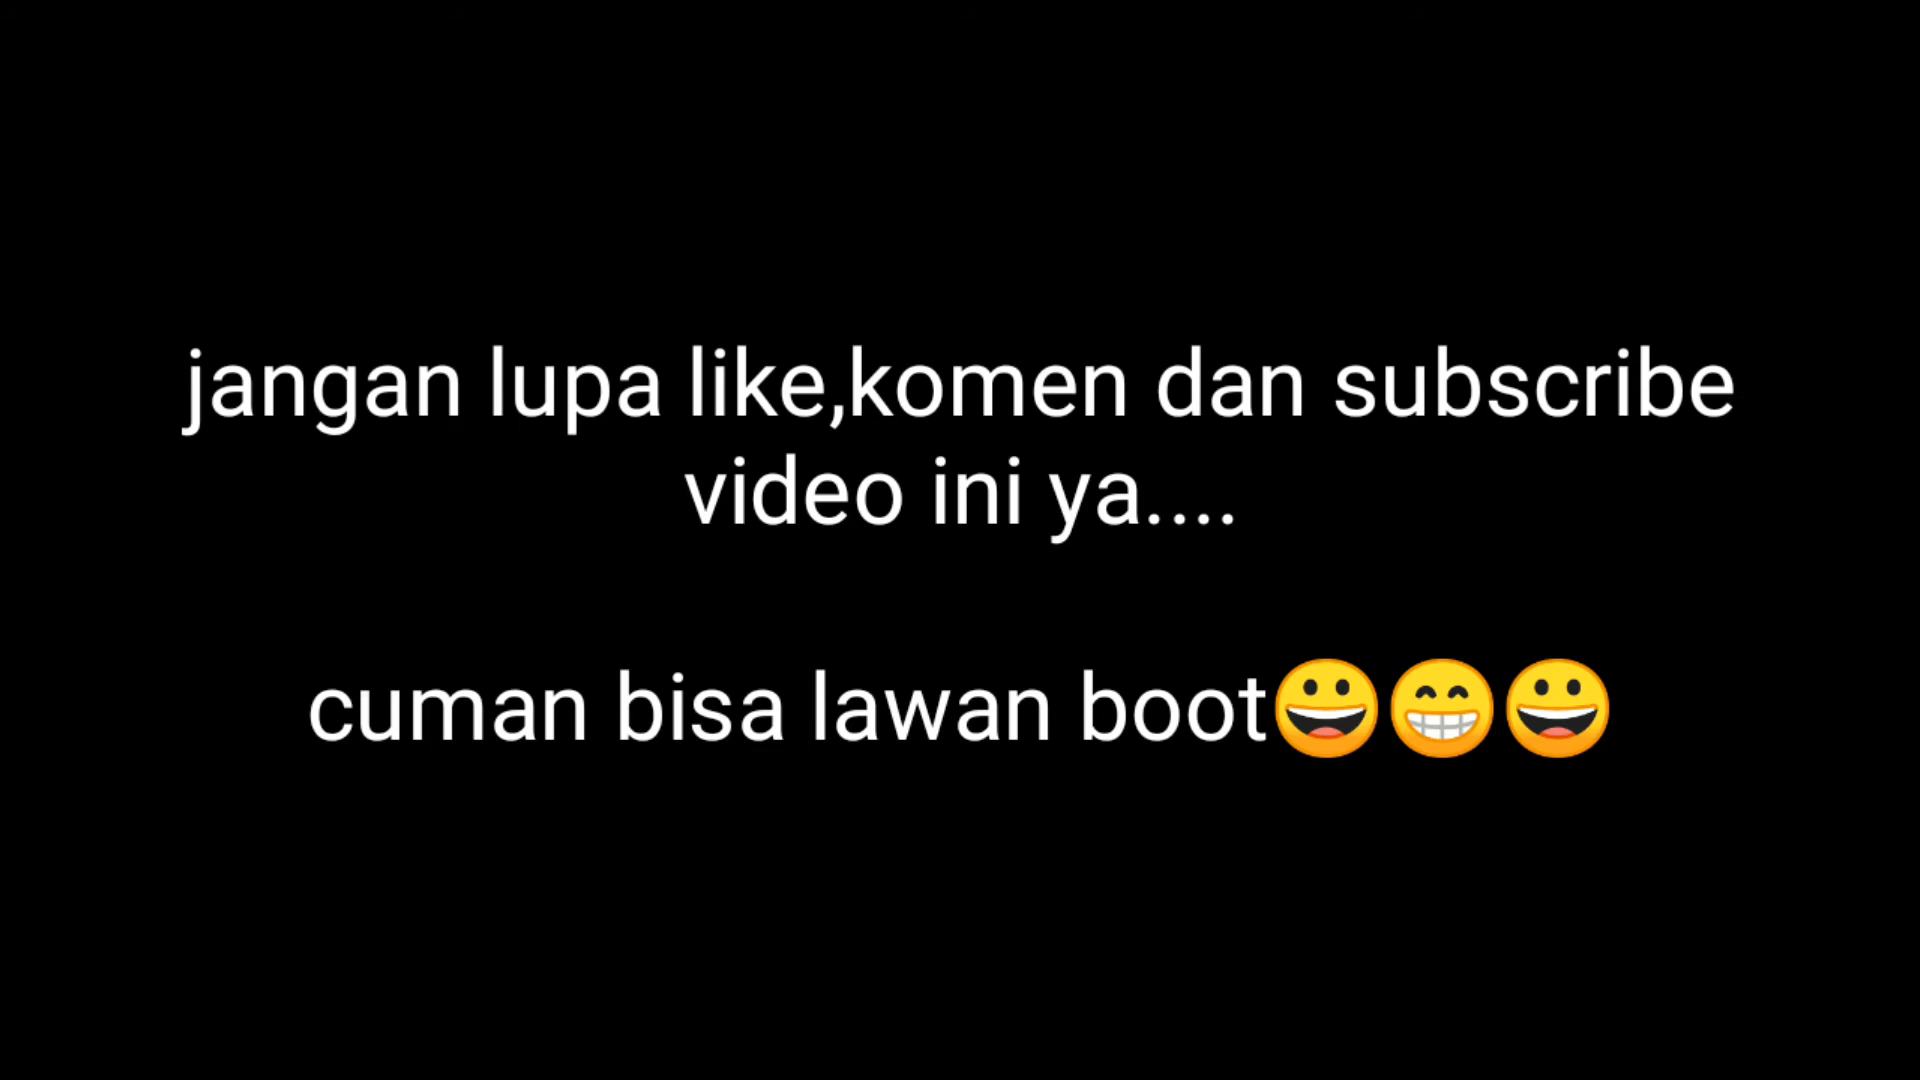 jangan lupa like,komen dan subscribe
video ini ya....
cuman bisa lawan boot😀😁😀